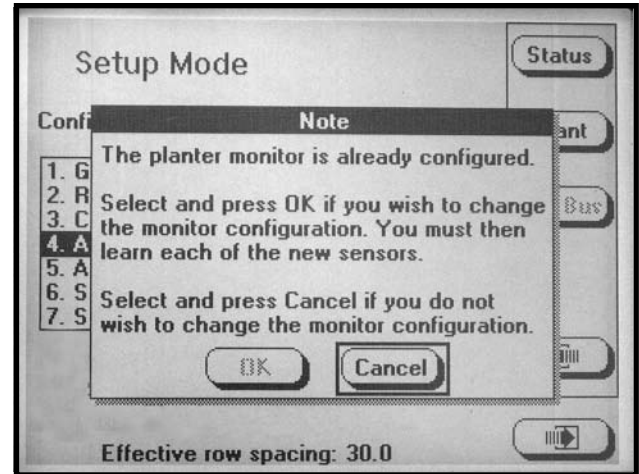 Setup Mode
Status
Confi
Note
ant
The planter monitor is already configured.
1. G
2. R
3. C
4. A
5. A
6. S
7. S
Select and press OK if you wish to change
the monitor configuration. You must then
learn each of the new sensors.
Bus
Select and press Cancel if you do not
wish to change the monitor configuration.
OK
Cancel
Effective row spacing: 30.0